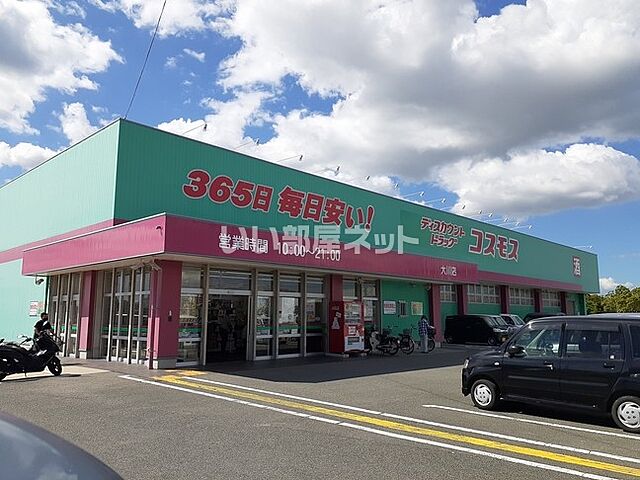 365日 毎日安い!
ディスカウント
ドラッグ コスモス
酒
営業時間 10:00~21:00
大川店
いい部屋ネット